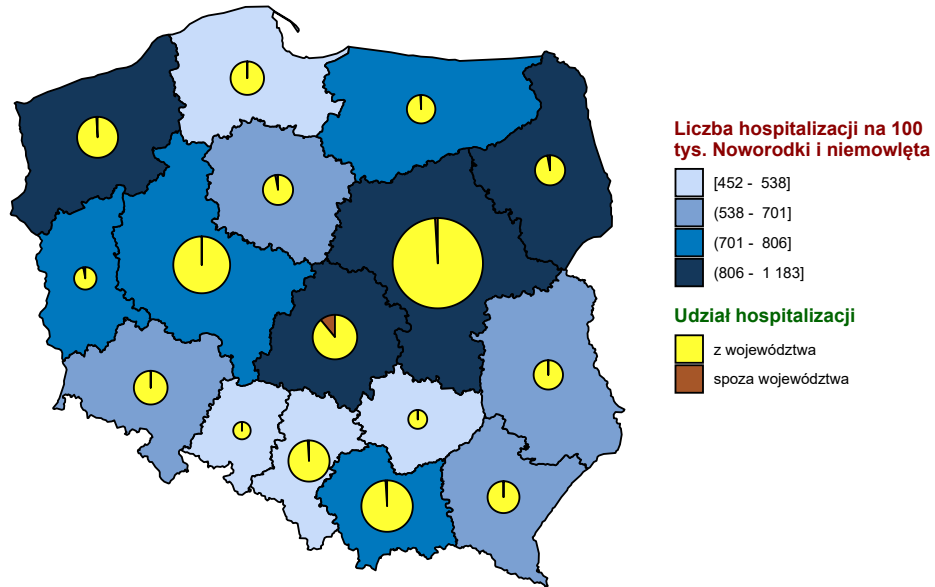 Liczba hospitalizacji na 100
tys. Noworodki i niemowlęta
[452 - 538]
(538 - 701]
(701 - 806]
(806 - 1 183]
Udział hospitalizacji
z województwa
spoza województwa